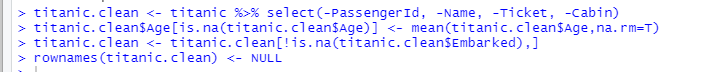 > titanic.clean <- titanic %>% select(-PassengerId, -Name, -Ticket, -Cabin)
> titanic.clean$Age[is.na(titanic.clean$Age)] <- mean(titanic.clean$Age,na.rm=T)
> titanic.clean <- titanic.clean[!is.na(titanic.clean$Embarked),]
> rownames(titanic.clean) <- NULL